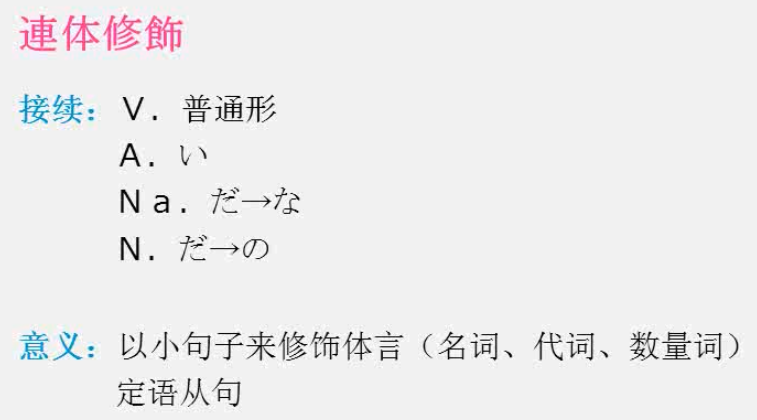 連体修飾
接续：V．普通形
A．い
Ｎａ．だ→な
N．だ→の
意义：以小句子来修饰体言（名词、代词、数量词）
定语从句